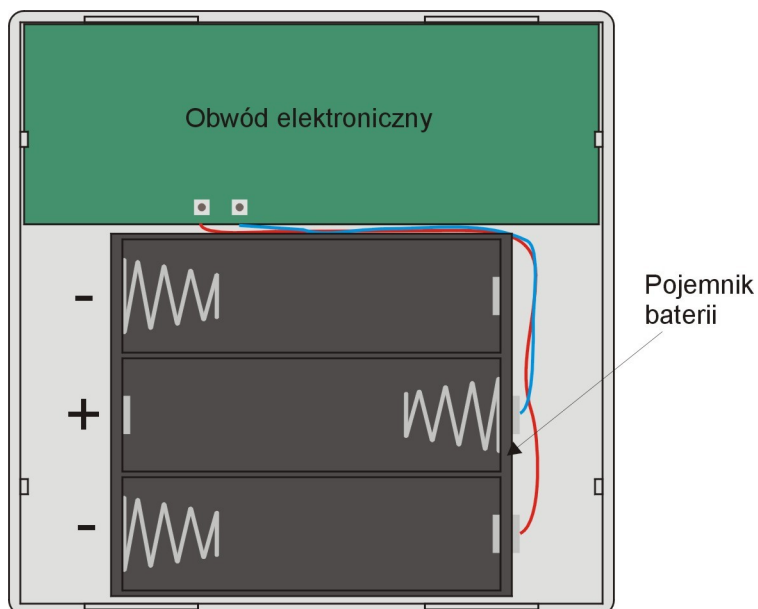 Obwód elektroniczny
Pojemnik
baterii
-
+
-